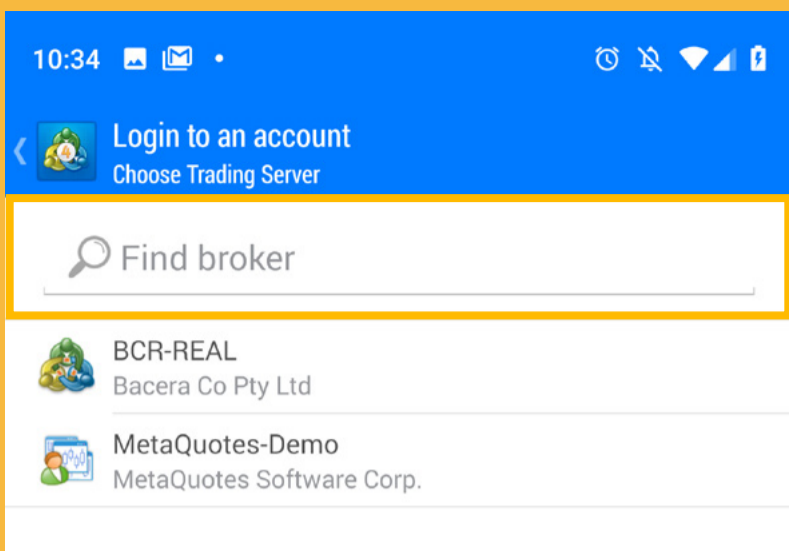 10:34
Login to an account
Choose Trading Server
Find broker
BCR-REAL
Bacera Co Pty Ltd
MetaQuotes-Demo
MetaQuotes Software Corp.